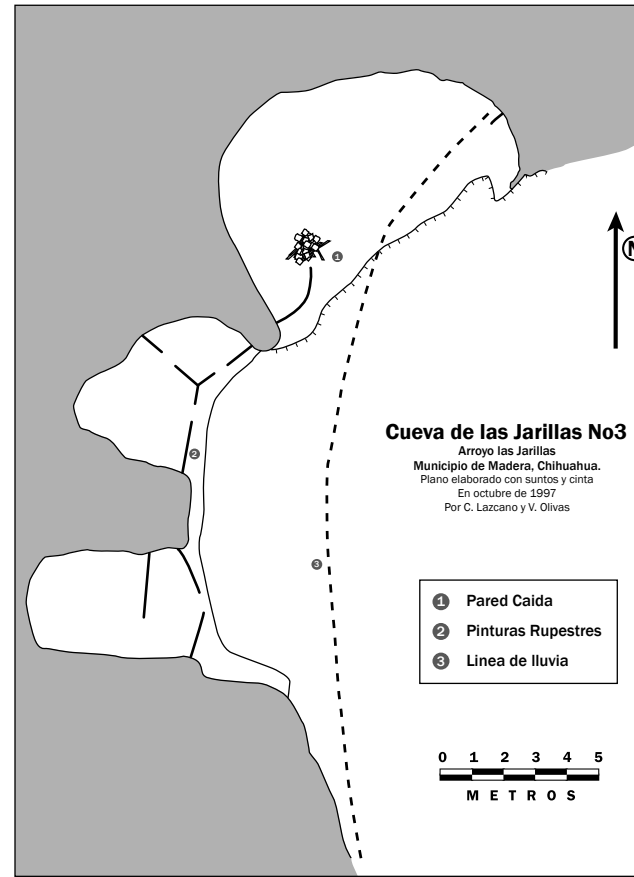 1
N
2
Cueva de las Jarillas No3
Arroyo las Jarillas
Municipio de Madera, Chihuahua.
Plano elaborado con suntos y cinta
En octubre de 1997
Por C. Lazcano y V. Olivas
3
1 Pared Caida
2 Pinturas Rupestres
3 Linea de lluvia
0 1 2 3 4 5
METROS